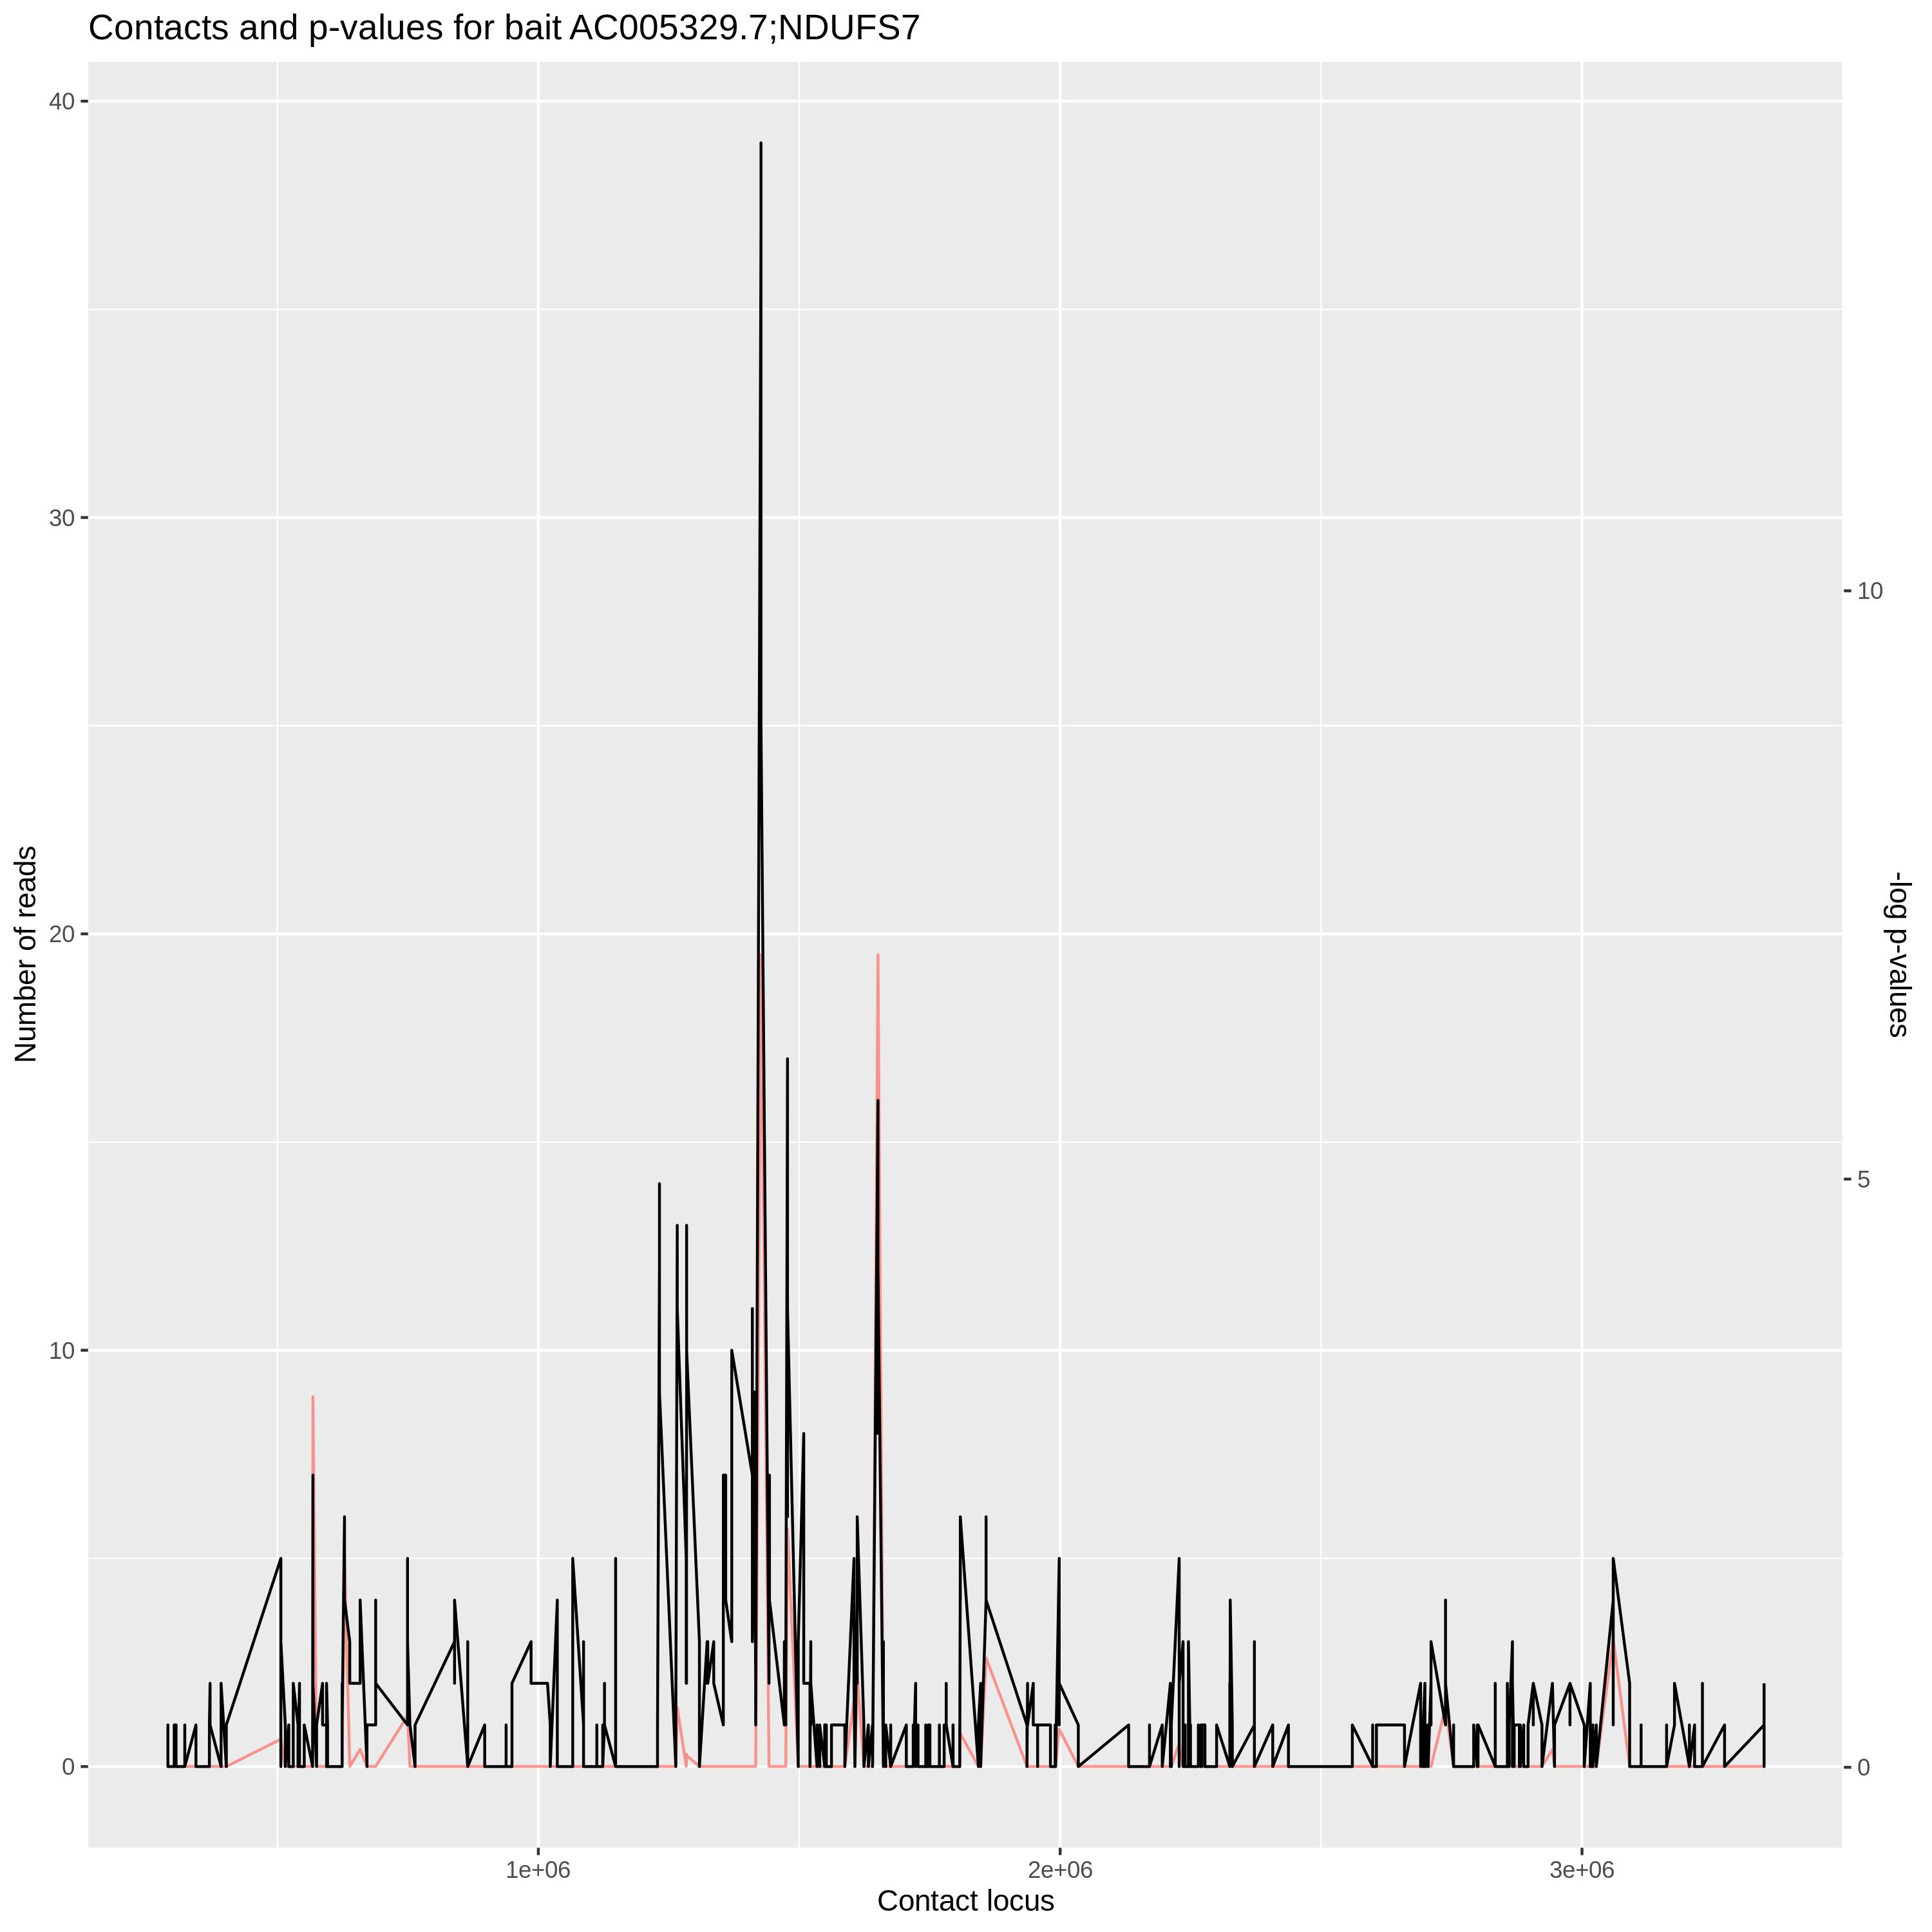 Contacts and p-values for bait AC005329.7;NDUFS7
40
30
20
10
0
Number of reads
10
5
0
-log p-values
1e+06
2e+06
3e+06
Contact locus